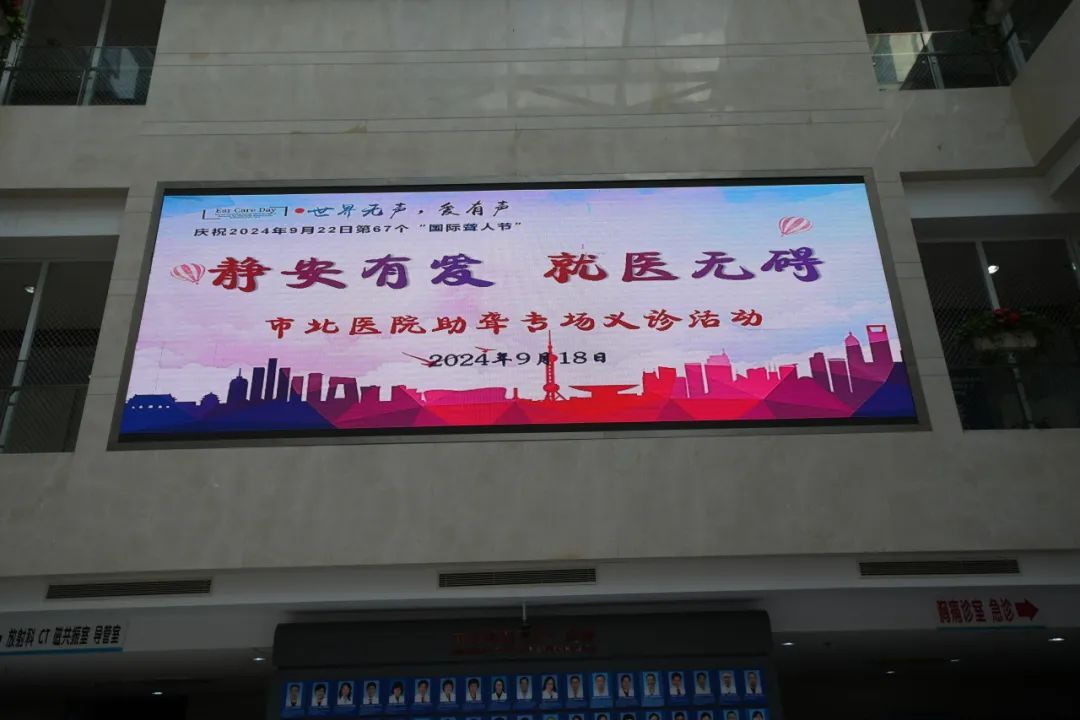 Ear Care Day
世界无声，爱有声
庆祝2024年9月22日第67个“国际聋人节”
静安有爱 就医无碍
市北医院助聋专场义诊活动
2024年9月18日
放射科 CT 磁共振室 导管室
胸痛诊室 急诊